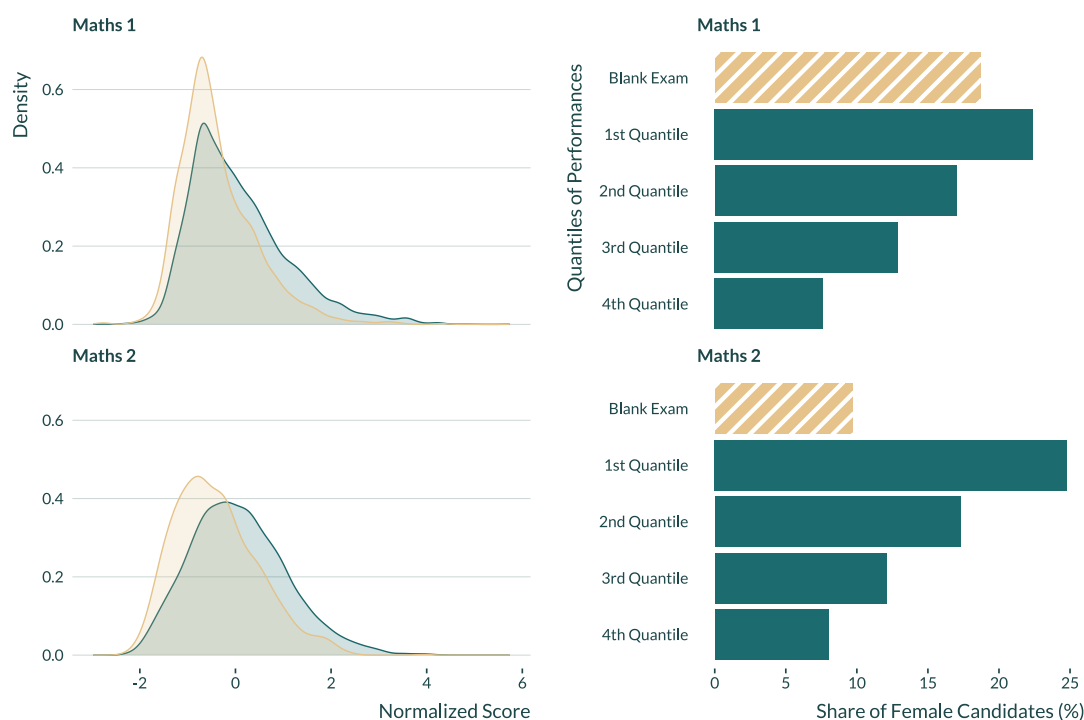 Maths 1
Density
0.6
0.4
0.2
0.0
Maths 2
0.6
0.4
0.2
0.0
-2
0
2
4
6
Normalized Score
Maths 1
Quantiles of Performances
Blank Exam
1st Quantile
2nd Quantile
3rd Quantile
4th Quantile
Maths 2
Blank Exam
1st Quantile
2nd Quantile
3rd Quantile
4th Quantile
0
5
10
15
20
25
Share of Female Candidates (%)